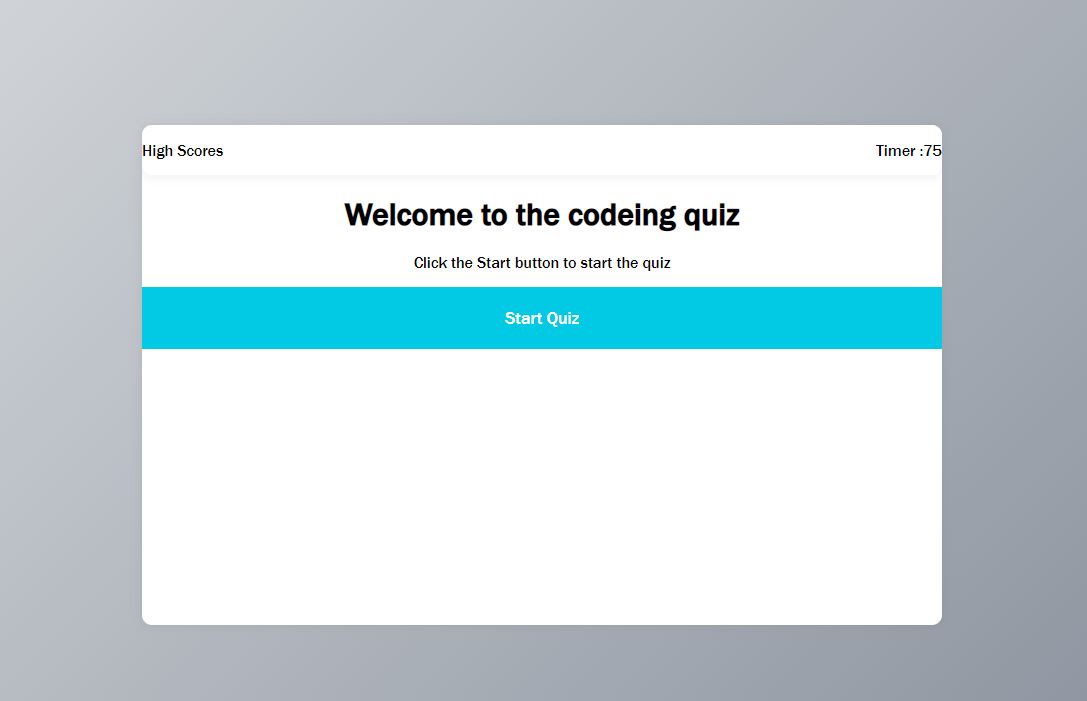 High Scores
Timer :75
Welcome to the codeing quiz
Click the Start button to start the quiz
Start Quiz